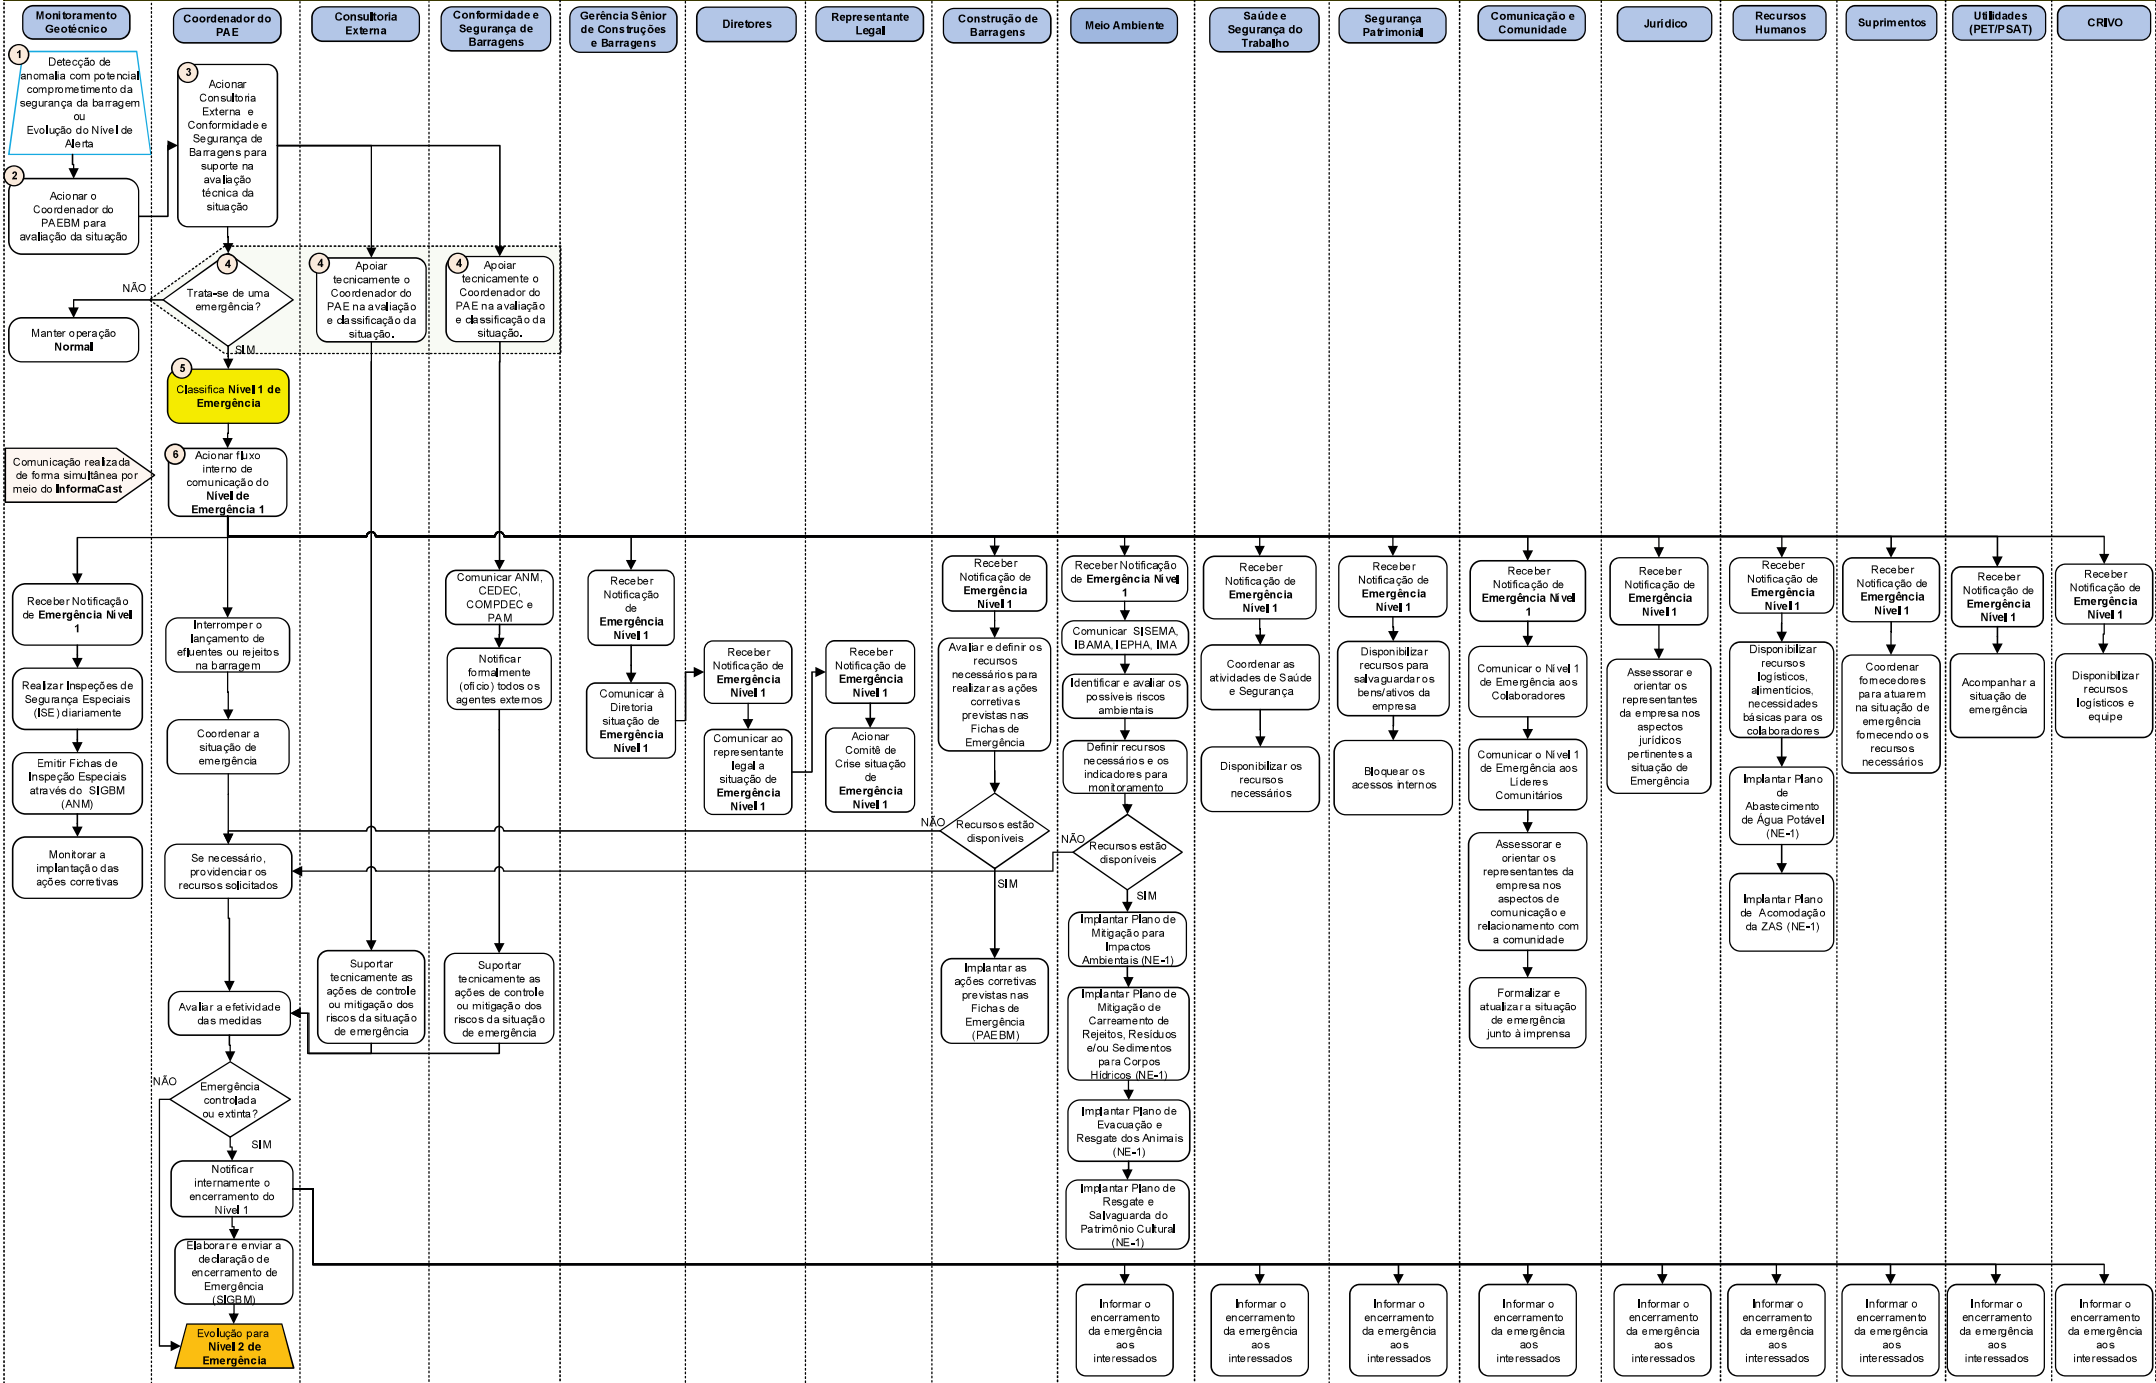 Monitoramento
Geotécnico
Coordenador do
PAE
Consultoria
Externa
Conformidade e
Segurança de
Barragens
Gerência Sênior
de Construções
e Barragens
Diretores
Representante
Legal
Construção de
Barragens
Meio Ambiente
Saúde e
Segurança do
Trabalho
Segurança
Patrimonial
Comunicação e
Comunidade
Jurídico
Recursos
Humanos
Suprimentos
Utilidades
(PET/PSAT)
CRIVO
1
Detecção de
anomalia com potencial
comprometimento da
segurança da barragem
ou
Evolução do Nível de
Alerta
2
Acionar o
Coordenador do
PAEBM para
avaliação da situação
3
Acionar
Consultoria
Externa e
Conformidade e
Segurança de
Barragens para
suporte na
avaliação
técnica da
situação
4
Trata-se de uma
emergência?
NÃO
SIM
Manter operação
Normal
4
Apoiar
tecnicamente o
Coordenador do
PAE na avaliação
e classificação da
situação.
4
Apoiar
tecnicamente o
Coordenador do
PAE na avaliação
e classificação da
situação.
5
Classifica Nível 1 de
Emergência
Comunicação realizada
de forma simultânea por
meio do InformaCast
6
Acionar fluxo
interno de
comunicação do
Nível de
Emergência 1
Receber Notificação
de Emergência Nível
1
Realizar Inspeções de
Segurança Especiais
(ISE) diariamente
Emitir Fichas de
Inspeção Especiais
através do SIGBM
(ANM)
Monitorar a
implantação das
ações corretivas
Interromper o
lançamento de
efluentes ou rejeitos
na barragem
Coordenar a
situação de
emergência
Se necessário,
providenciar os
recursos solicitados
Avaliar a efetividade
das medidas
Emergência
controlada
ou extinta?
NÃO
SIM
Notificar
internamente o
encerramento do
Nível 1
Elaborar e enviar a
declaração de
encerramento de
Emergência
(SIGBM)
Evolução para
Nível 2 de
Emergência
Suportar
tecnicamente as
ações de controle
ou mitigação dos
riscos da situação
de emergência
Comunicar ANM,
CEDEC,
COMPDEC e
PAM
Notificar
formalmente
(ofício) todos os
agentes externos
Suportar
tecnicamente as
ações de controle
ou mitigação dos
riscos da situação
de emergência
Receber
Notificação
de
Emergência
Nível 1
Comunicar à
Diretoria
situação de
Emergência
Nível 1
Receber
Notificação de
Emergência
Nível 1
Comunicar ao
representante
legal a
situação de
Emergência
Nível 1
Receber
Notificação de
Emergência
Nível 1
Acionar
Comitê de
Crise situação
de
Emergência
Nível 1
Receber
Notificação de
Emergência
Nível 1
Avaliar e definir os
recursos
necessários para
realizar as ações
corretivas
previstas nas
Fichas de
Emergência
NÃO
Recursos estão
disponíveis
SIM
Implantar as
ações corretivas
previstas nas
Fichas de
Emergência
(PAEBM)
Receber Notificação
de Emergência Nível
1
Comunicar SISEMA,
IBAMA, IEPHA, IMA
Identificar e avaliar os
possíveis riscos
ambientais
Definir recursos
necessários e os
indicadores para
monitoramento
NÃO
Recursos estão
disponíveis
SIM
Implantar Plano de
Mitigação para
Impactos
Ambientais (NE-1)
Implantar Plano de
Mitigação de
Carreamento de
Rejeitos, Resíduos
e/ou Sedimentos
para Corpos
Hídricos (NE-1)
Implantar Plano de
Evacuação e
Resgate dos Animais
(NE-1)
Implantar Plano de
Resgate e
Salvaguarda do
Patrimônio Cultural
(NE-1)
Informar o
encerramento
da emergência
aos
interessados
Receber
Notificação de
Emergência
Nível 1
Coordenar as
atividades de Saúde
e Segurança
Disponibilizar os
recursos
necessários
Informar o
encerramento
da emergência
aos
interessados
Receber
Notificação de
Emergência
Nível 1
Disponibilizar
recursos para
salvaguardar os
bens/ativos da
empresa
Bloquear os
acessos internos
Informar o
encerramento
da emergência
aos
interessados
Receber
Notificação de
Emergência Nível
1
Comunicar o Nível 1
de Emergência aos
Colaboradores
Comunicar o Nível 1
de Emergência aos
Líderes
Comunitários
Assessorar e
orientar os
representantes da
empresa nos
aspectos de
comunicação e
relacionamento com
a comunidade
Formalizar e
atualizar a situação
de emergência
junto à imprensa
Informar o
encerramento
da emergência
aos
interessados
Receber
Notificação de
Emergência
Nível 1
Assessorar e
orientar os
representantes
da empresa nos
aspectos
jurídicos
pertinentes a
situação de
Emergência
Informar o
encerramento
da emergência
aos
interessados
Receber
Notificação de
Emergência
Nível 1
Disponibilizar
recursos
logísticos,
alimentícios,
necessidades
básicas para os
colaboradores
Implantar Plano
de
Abastecimento
de Água Potável
(NE-1)
Implantar Plano
de Acomodação
da ZAS (NE-1)
Informar o
encerramento
da emergência
aos
interessados
Receber
Notificação de
Emergência
Nível 1
Coordenar
fornecedores
para atuarem
na situação de
emergência
fornecendo os
recursos
necessários
Informar o
encerramento
da emergência
aos
interessados
Receber
Notificação de
Emergência
Nível 1
Acompanhar a
situação de
emergência
Informar o
encerramento
da emergência
aos
interessados
Receber
Notificação de
Emergência
Nível 1
Disponibilizar
recursos
logísticos e
equipe
Informar o
encerramento
da emergência
aos
interessados